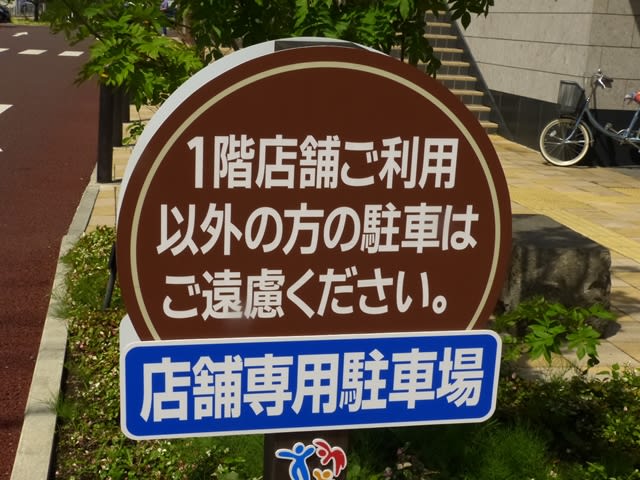 1階店舗ご利用
以外の方の駐車は
ご遠慮ください。
店舗専用駐車場